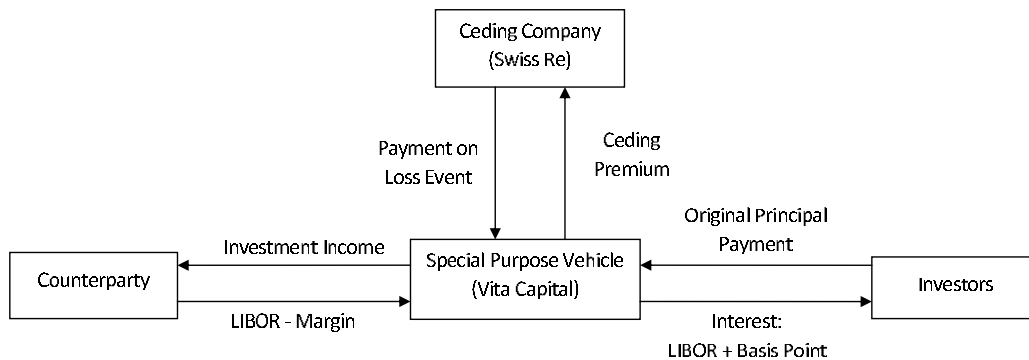 Ceding Company
(Swiss Re)
Payment on
Loss Event
Ceding
Premium
Original Principal
Payment
Investment Income
Special Purpose Vehicle
(Vita Capital)
Counterparty
Investors
LIBOR - Margin
Interest:
LIBOR + Basis Point